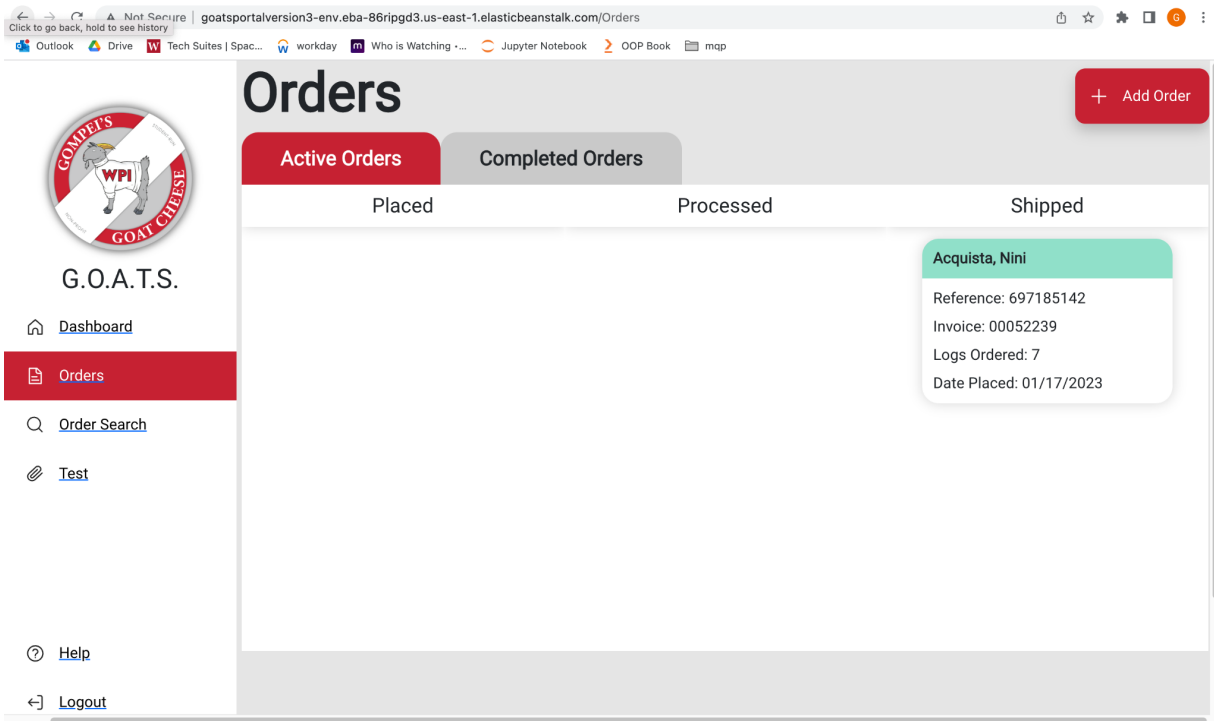 Not Secure | goatsportalversion3-env.eba-86ripgd3.us-east-1.elasticbeanstalk.com/Orders
G
Click to go back, hold to see history
Outlook Drive W Tech Suites | Spac... workday m Who is Watching •... Jupyter Notebook OOP Book mqp
GOMPEI'S
GOAT CHEESE
WPI
G.O.A.T.S.
Dashboard
Orders
Order Search
Test
Help
Logout
Orders
+ Add Order
Active Orders Completed Orders
Placed Processed Shipped
Acquista, Nini
Reference: 697185142
Invoice: 00052239
Logs Ordered: 7
Date Placed: 01/17/2023